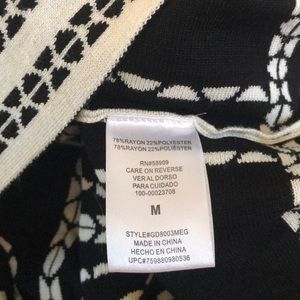 78%RAYON 22%POLYESTER
78%RAYON 22%POLYESTER
RN#58909
CARE ON REVERSE
VER AL DORSO
PARA CUIDADO
100-00023708
M
STYLE#GD8003MEG
MADE IN CHINA
HECHO EN CHINA
UPC#759880980536